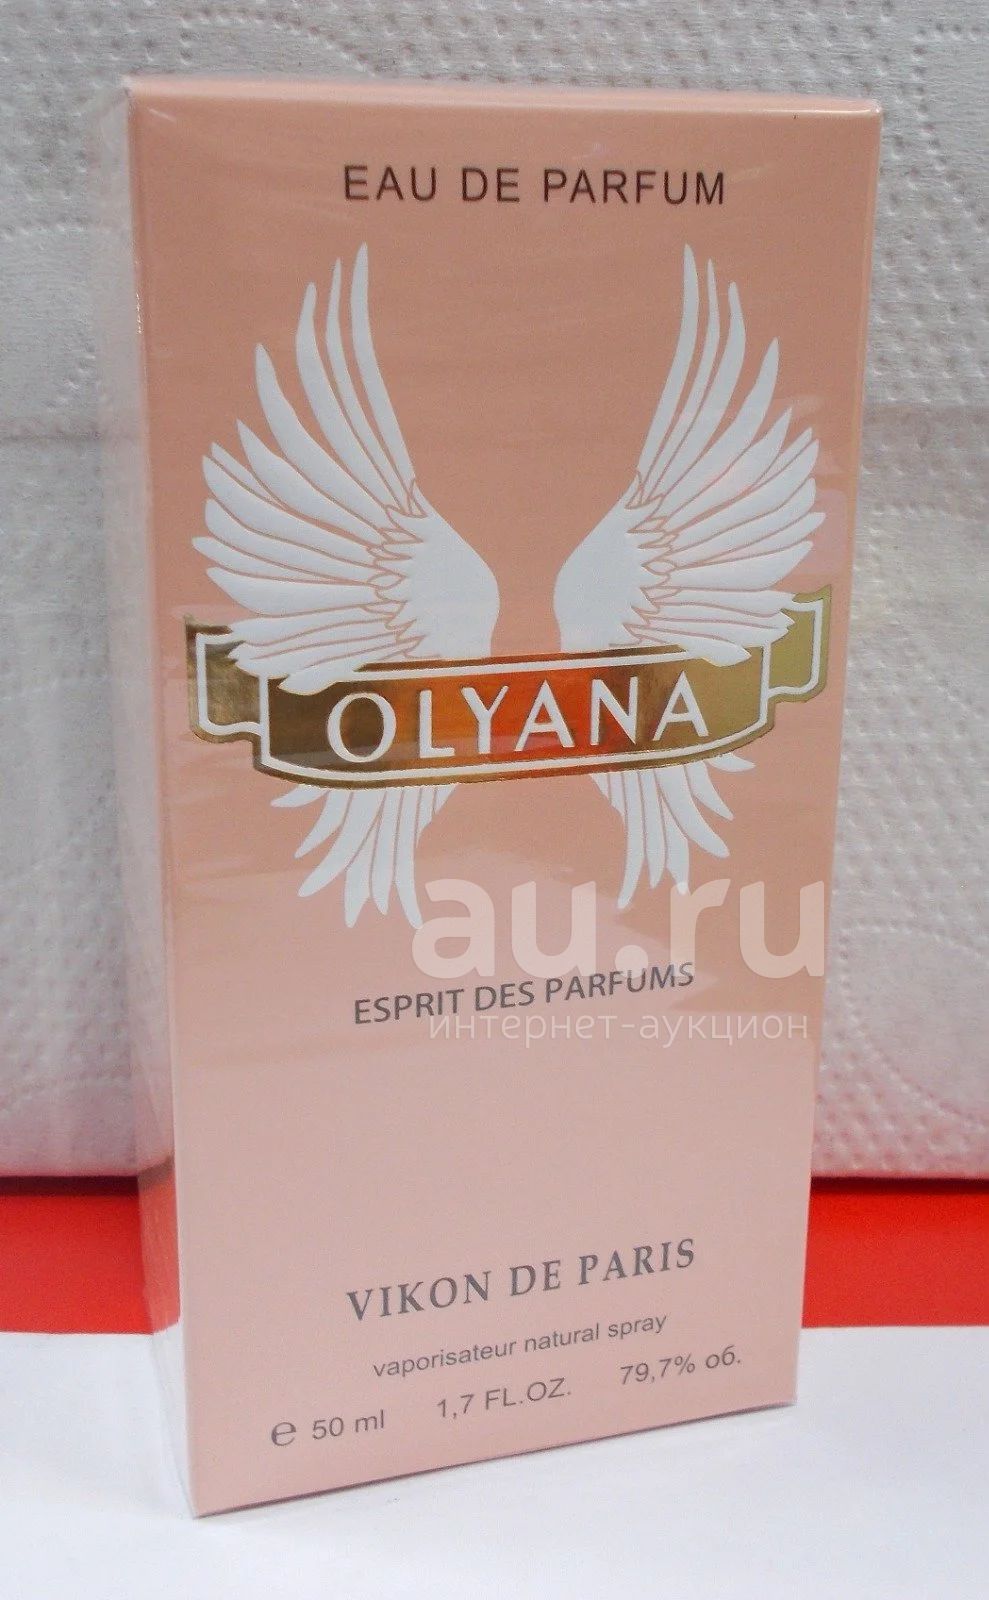 EAU DE PARFUM
OLYANA
au.ru
ESPRIT DES PARFUMS
интернет-аукцион
VIKON DE PARIS
vaporisateur natural spray
℮ 50 ml 1,7 FL.OZ. 79,7% об.